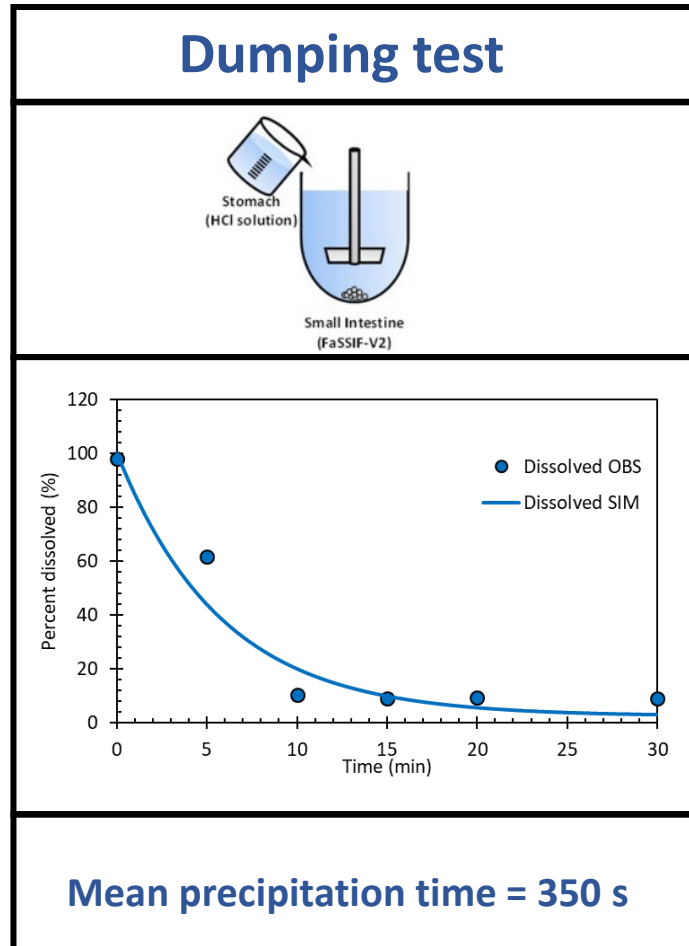 Dumping test
Stomach
(HCl solution)
Small Intestine
(FaSSIF-V2)
120
100
80
60
40
20
0
Percent dissolved (%)
Dissolved OBS
Dissolved SIM
0 5 10 15 20 25 30
Time (min)
Mean precipitation time = 350 s